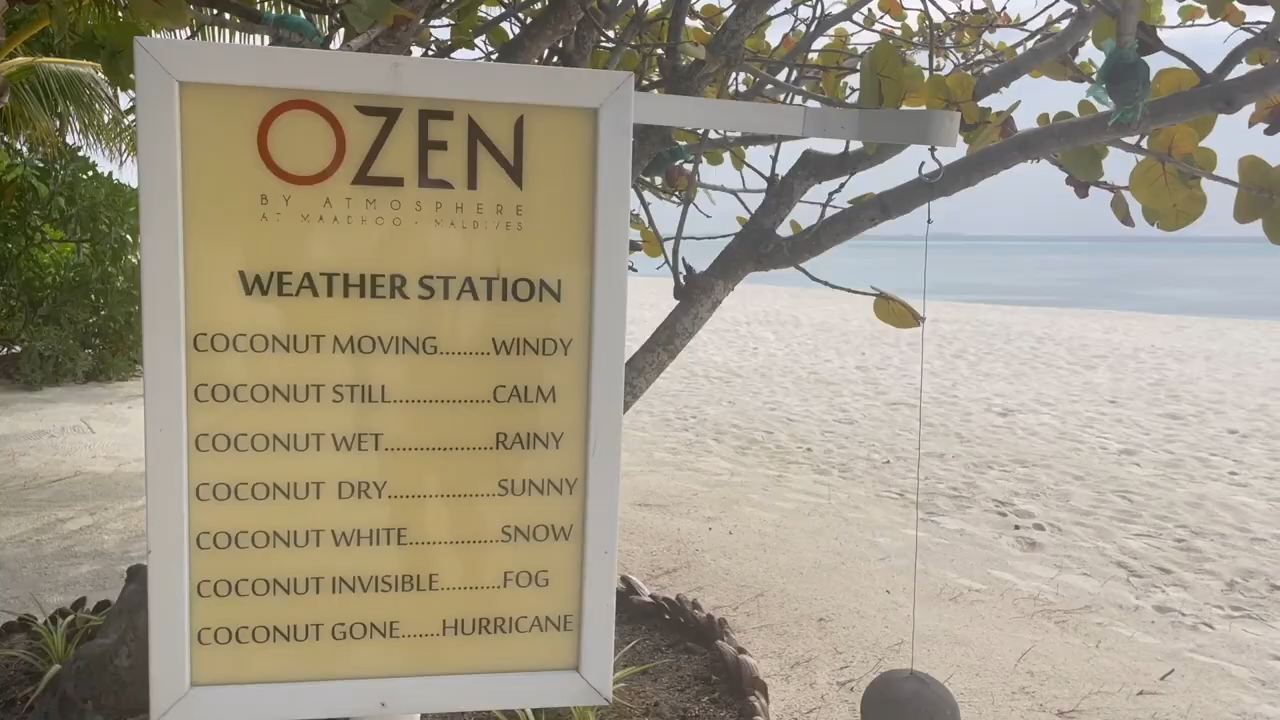 OZEN
BY ATMOSPHERE
AT MAADHOO - MALDIVES
WEATHER STATION
COCONUT MOVING.........WINDY
COCONUT STILL..................CALM
COCONUT WET....................RAINY
COCONUT DRY...................SUNNY
COCONUT WHITE................SNOW
COCONUT INVISIBLE...........FOG
COCONUT GONE.......HURRICANE